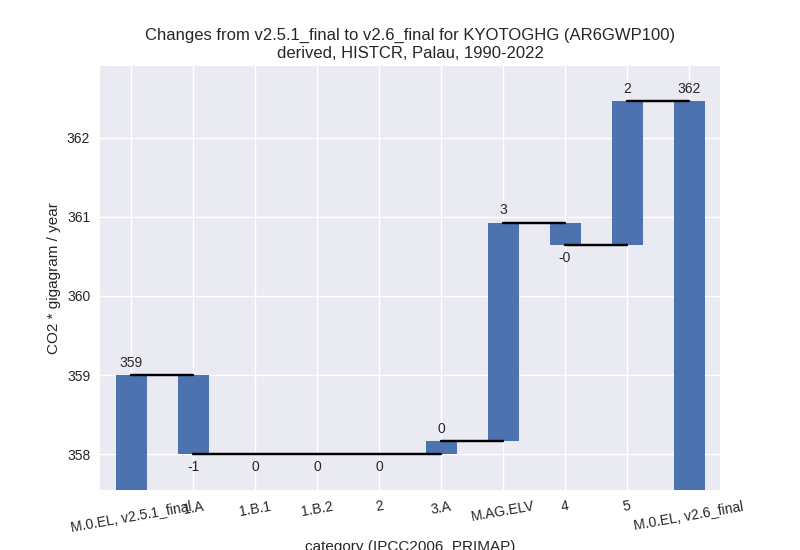 Changes from v2.5.1_final to v2.6_final for KYOTOGHG (AR6GWP100)
derived, HISTCR, Palau, 1990-2022
CO2 * gigagram / year
362
361
360
359
358
359
-1
0
0
0
0
3
-0
2
362
M.0.EL, v2.5.1_final
1.A
1.B.1
1.B.2
2
3.A
M.AG.ELV
4
5
M.0.EL, v2.6_final
category (IPCC2006_PRIMAP)